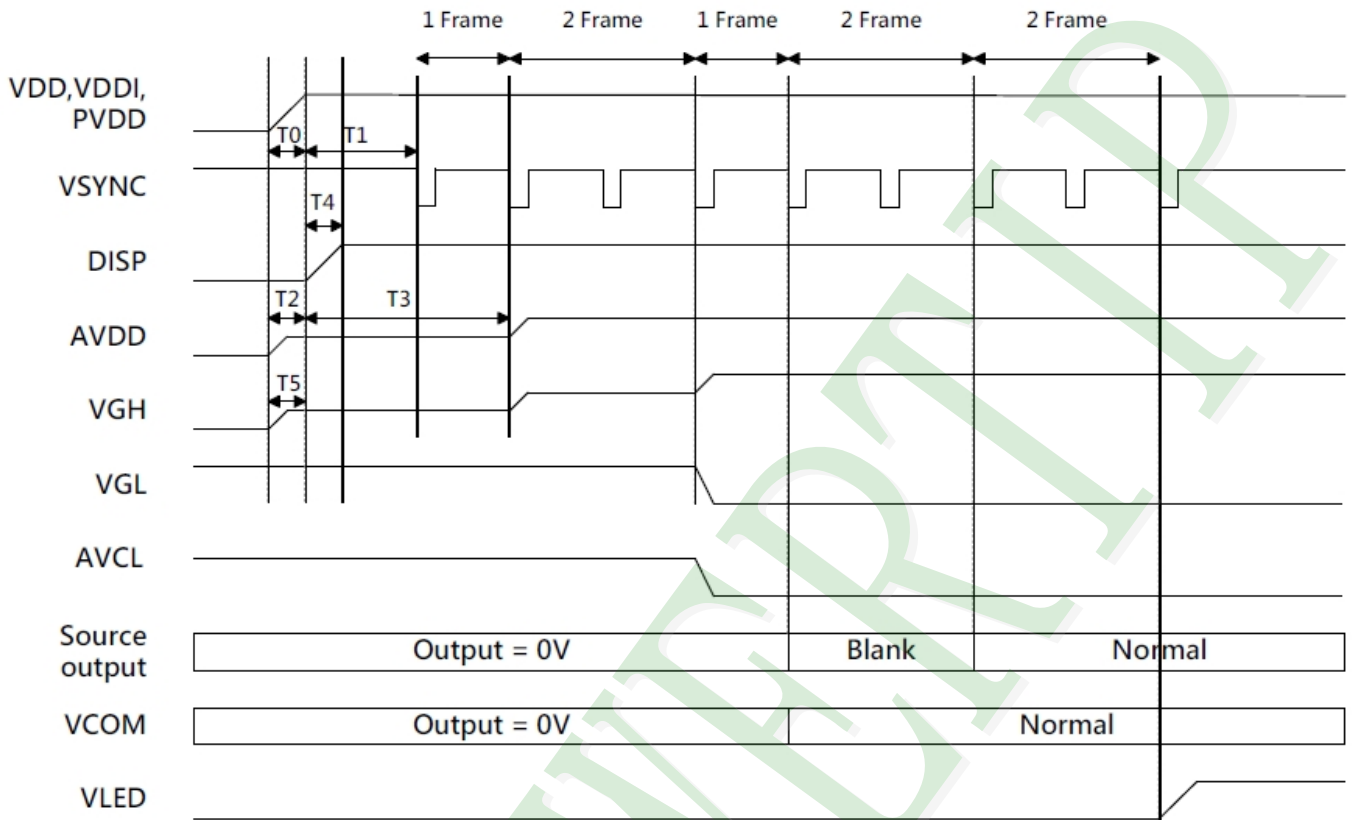 1 Frame 2 Frame 1 Frame 2 Frame 2 Frame
VDD,VDDI,
PVDD
T0 T1
VSYNC
T4
DISP
T2 T3
AVDD
T5
VGH
VGL
AVCL
Source
output
Output = 0V Blank Normal
VCOM Output = 0V Normal
VLED